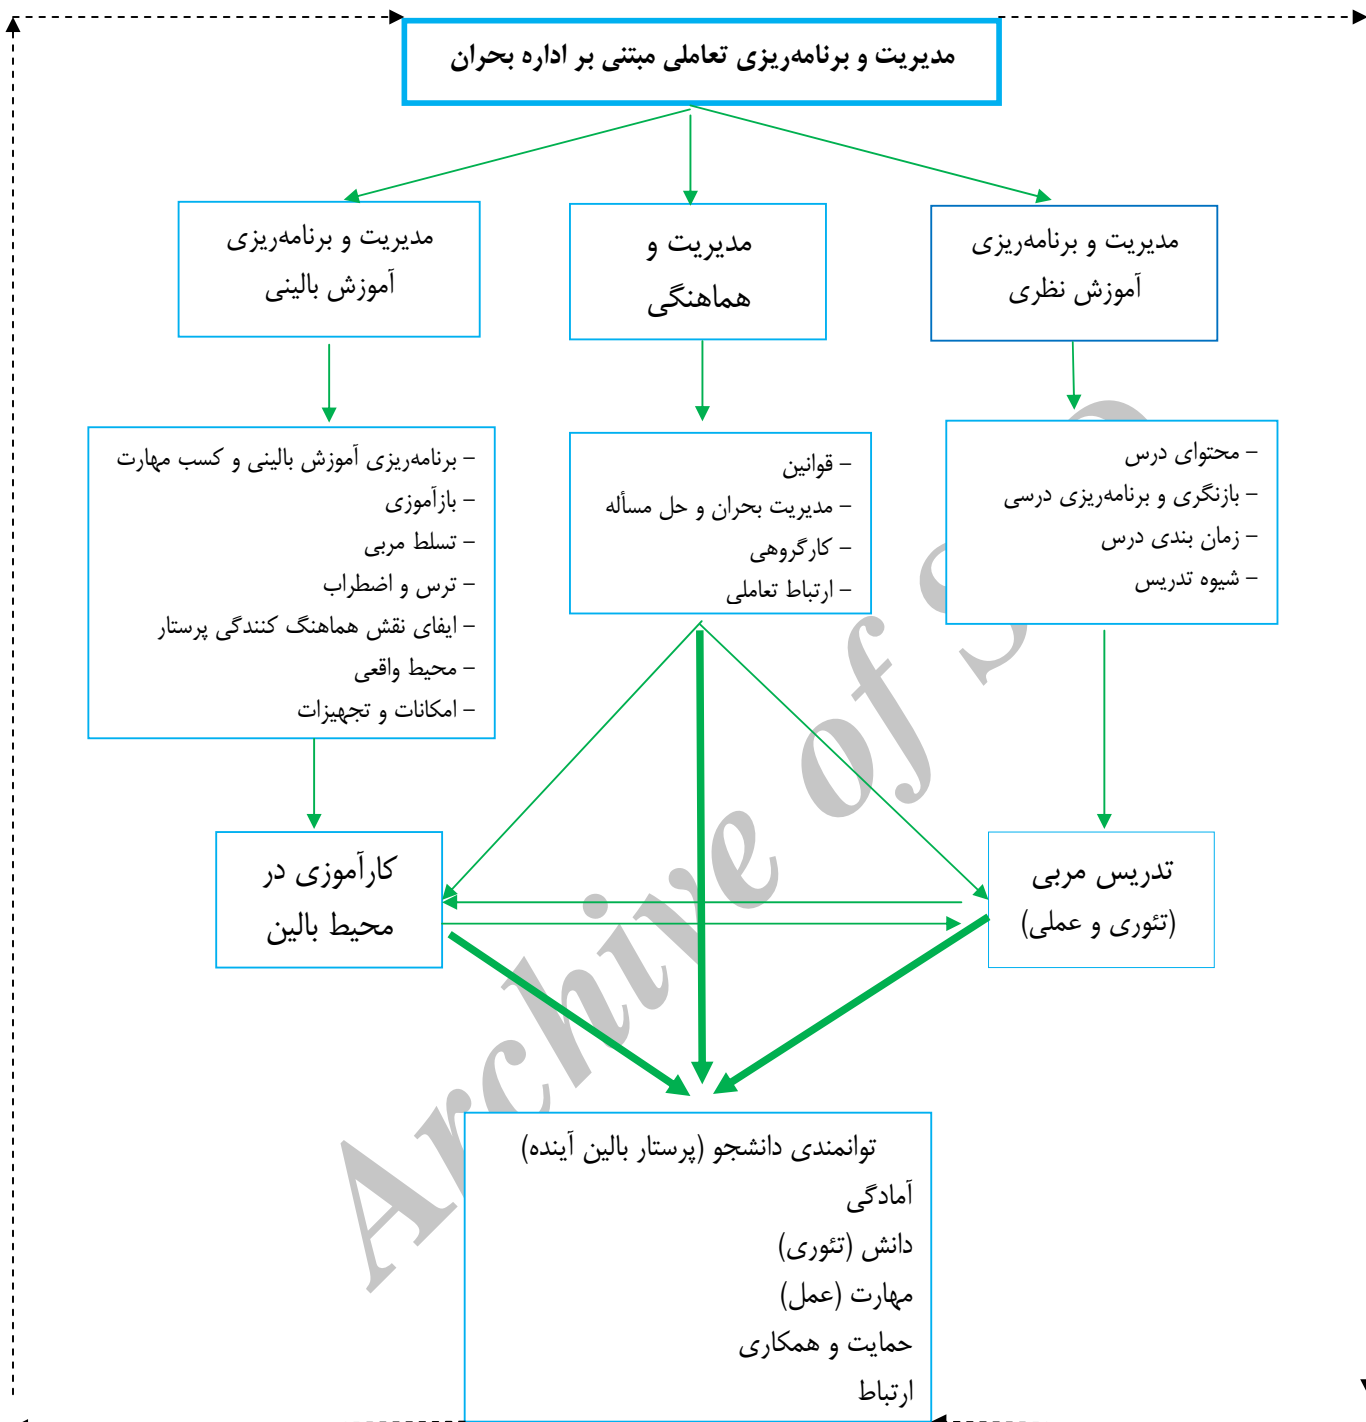 مدیریت و برنامه‌ریزی تعاملی مبتنی بر اداره بحران
مدیریت و برنامه‌ریزی
آموزش نظری
مدیریت و
هماهنگی
مدیریت و برنامه‌ریزی
آموزش بالینی
- محتوای درس
- بازنگری و برنامه‌ریزی درسی
- زمان بندی درس
- شیوه تدریس
- قوانین
- مدیریت بحران و حل مسأله
- کارگروهی
- ارتباط تعاملی
- برنامه‌ریزی آموزش بالینی و کسب مهارت
- بازآموزی
- تسلط مربی
- ترس و اضطراب
- ایفای نقش هماهنگ کنندگی پرستار
- محیط واقعی
- امکانات و تجهیزات
تدریس مربی
(تئوری و عملی)
کارآموزی در
محیط بالین
توانمندی دانشجو (پرستار بالین آینده)
آمادگی
دانش (تئوری)
مهارت (عمل)
حمایت و همکاری
ارتباط
Archive of